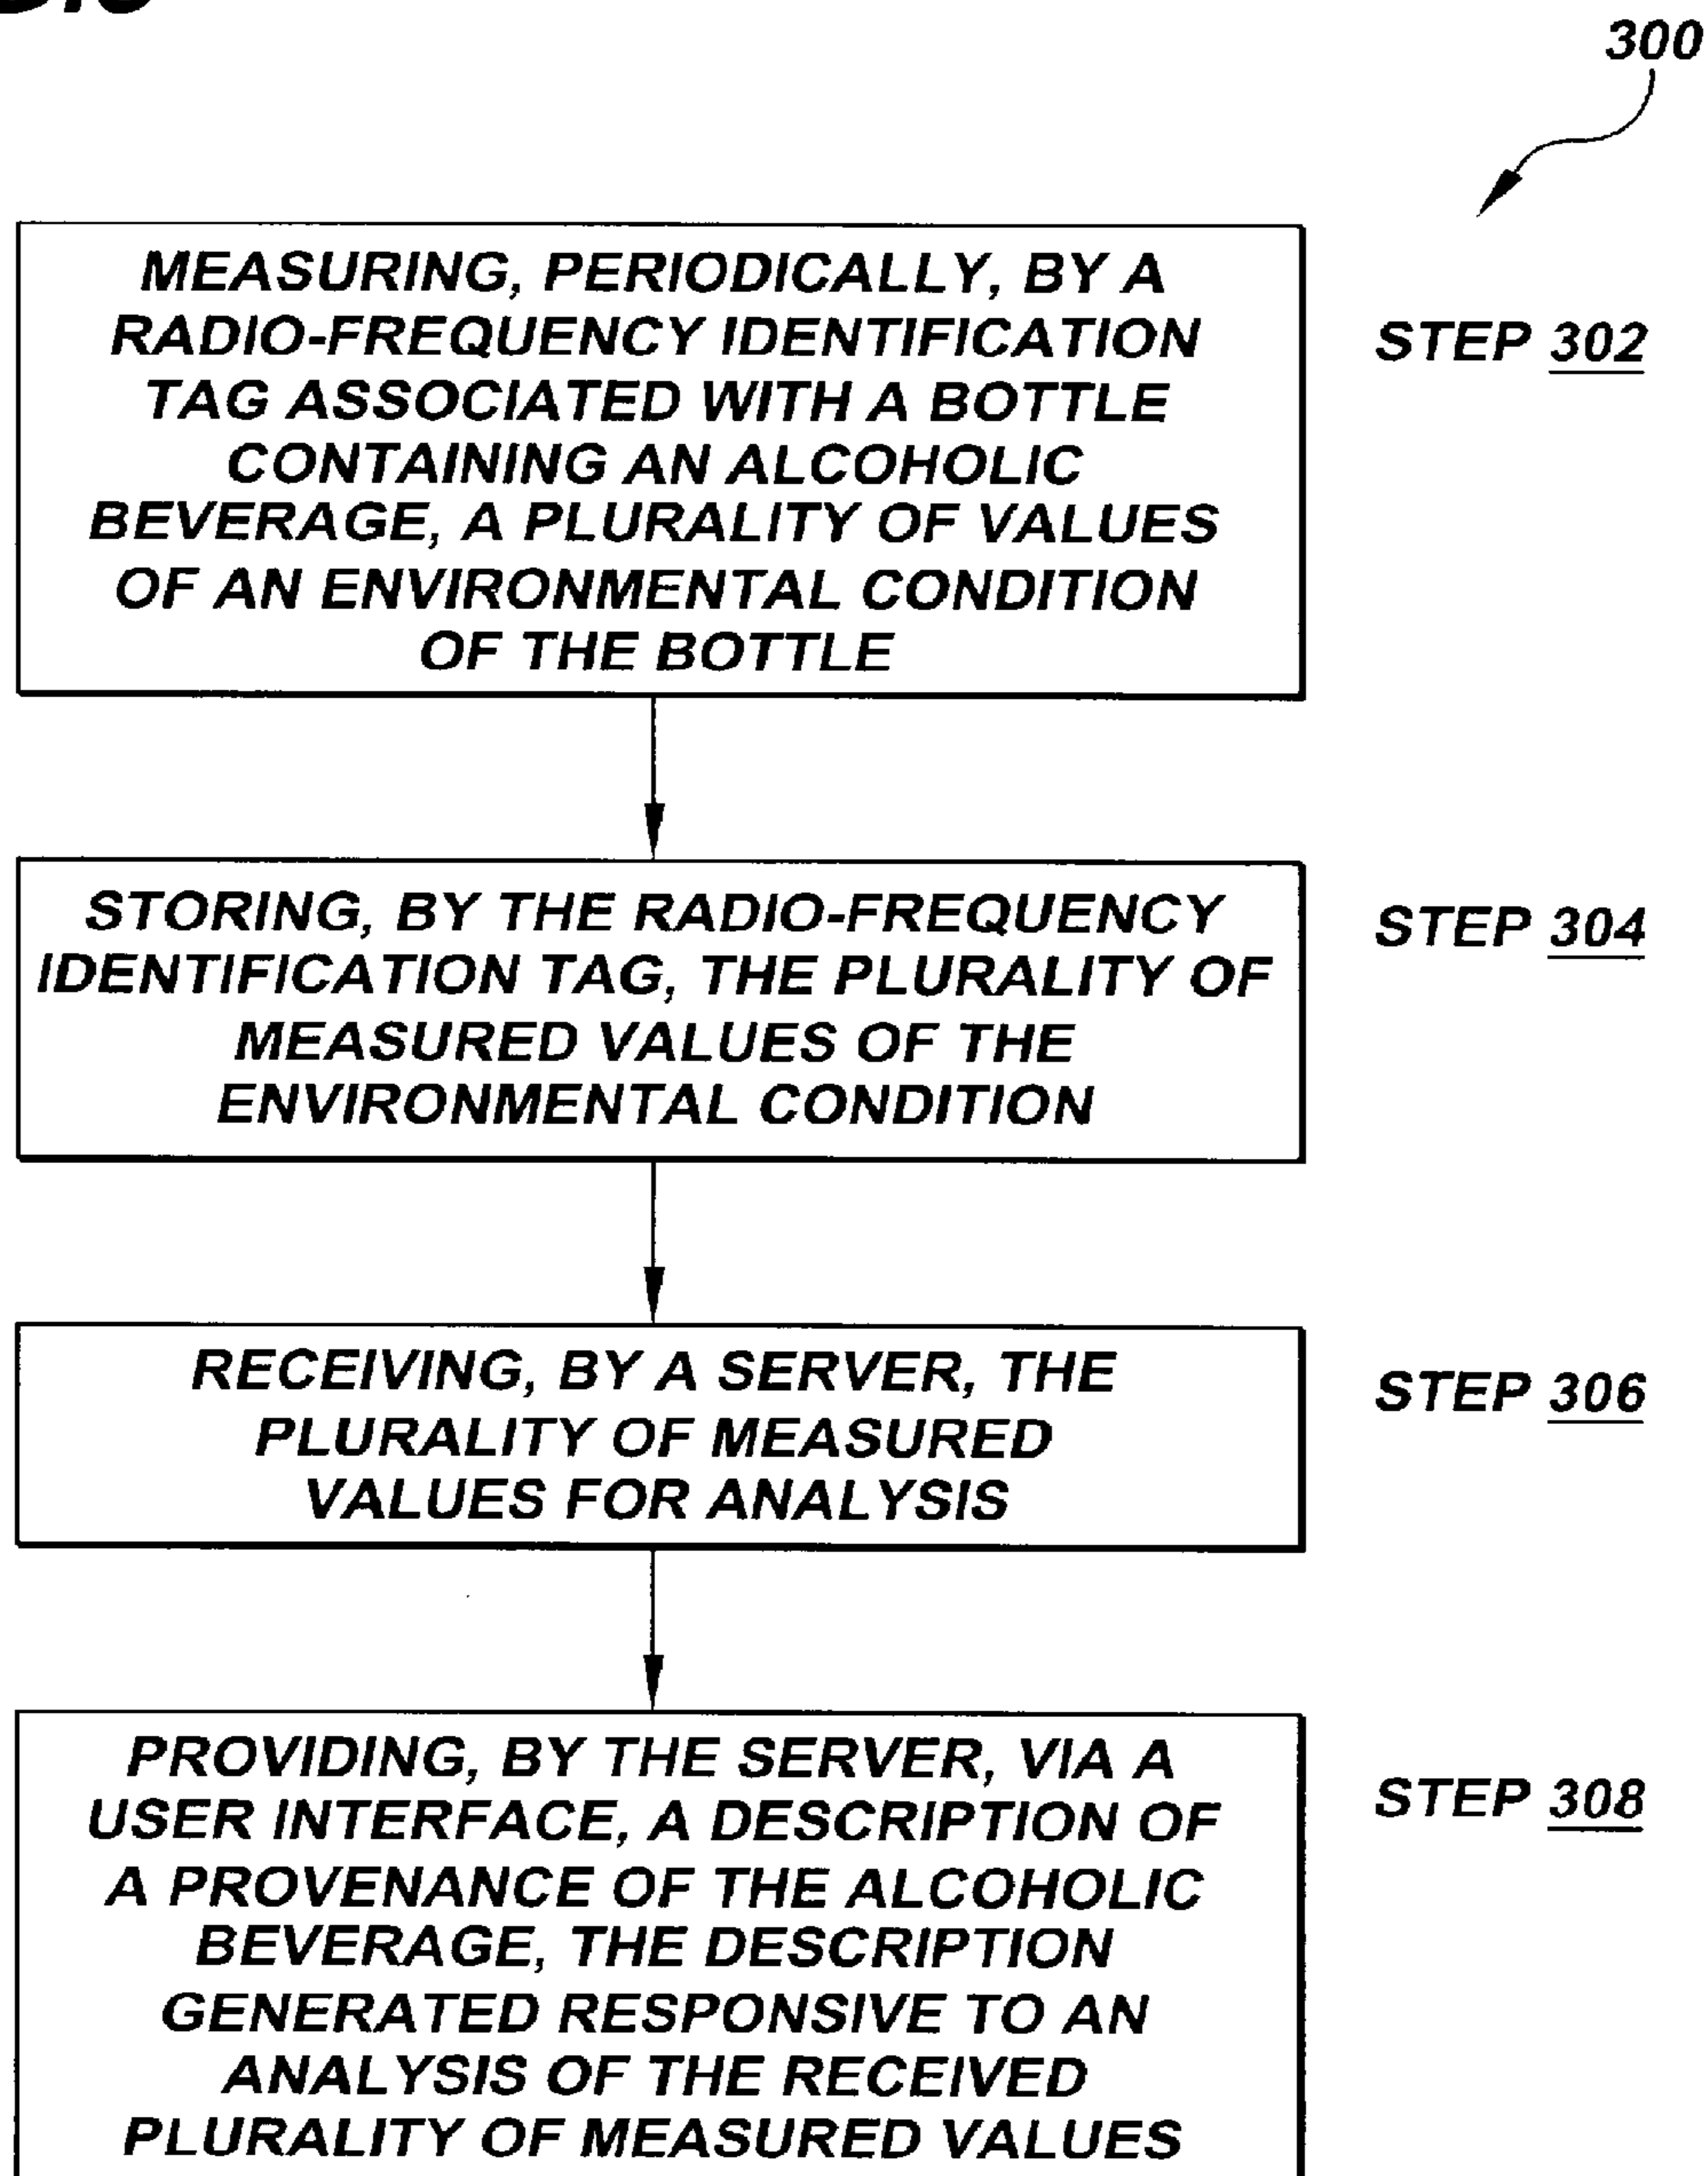 300
MEASURING, PERIODICALLY, BY A
RADIO-FREQUENCY IDENTIFICATION
TAG ASSOCIATED WITH A BOTTLE
CONTAINING AN ALCOHOLIC
BEVERAGE, A PLURALITY OF VALUES
OF AN ENVIRONMENTAL CONDITION
OF THE BOTTLE
STEP 302
STORING, BY THE RADIO-FREQUENCY
IDENTIFICATION TAG, THE PLURALITY OF
MEASURED VALUES OF THE
ENVIRONMENTAL CONDITION
STEP 304
RECEIVING, BY A SERVER, THE
PLURALITY OF MEASURED
VALUES FOR ANALYSIS
STEP 306
PROVIDING, BY THE SERVER, VIA A
USER INTERFACE, A DESCRIPTION OF
A PROVENANCE OF THE ALCOHOLIC
BEVERAGE, THE DESCRIPTION
GENERATED RESPONSIVE TO AN
ANALYSIS OF THE RECEIVED
PLURALITY OF MEASURED VALUES
STEP 308